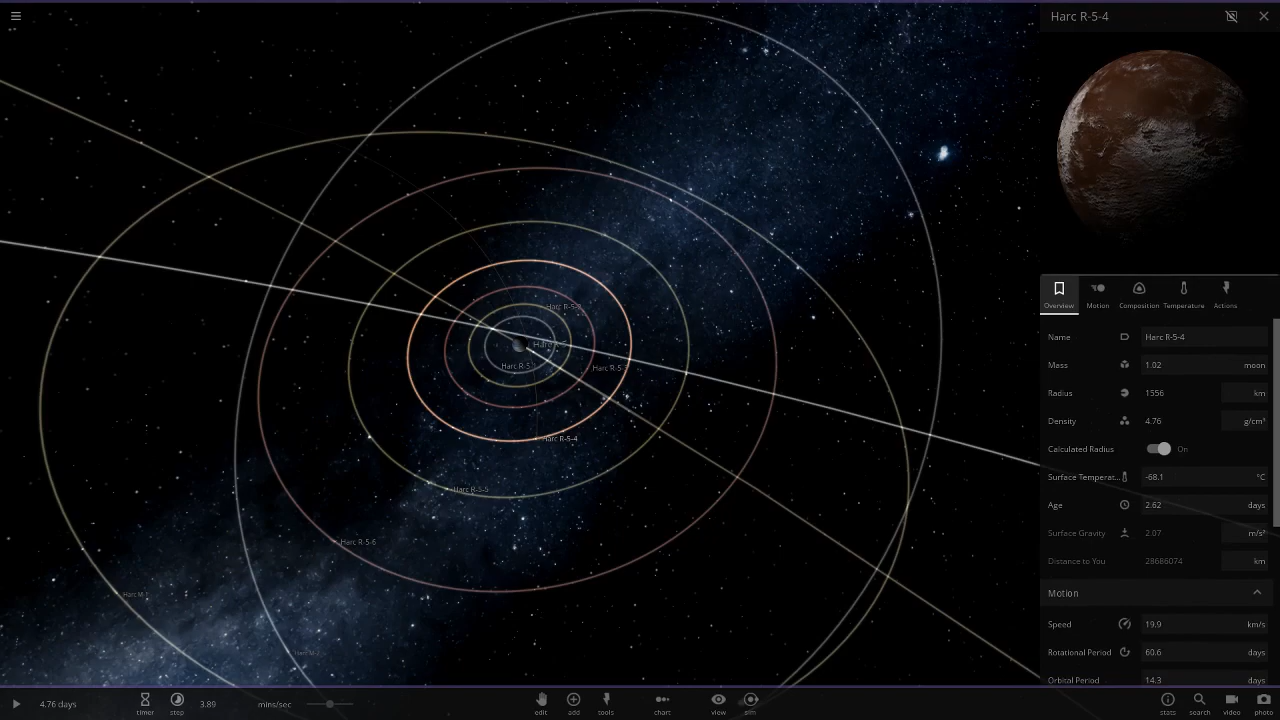 Harc R-5-4
Overview
Motion
Composition
Temperature
Actions
Name
Harc R-5-4
Mass
1.02
moon
Radius
1556
km
Density
4.76
g/cm³
Calculated Radius
On
Surface Temperat...
-68.1
°C
Age
2.62
days
Surface Gravity
2.07
m/s²
Distance to You
28686074
km
Motion
Speed
19.9
km/s
Rotational Period
60.6
days
Orbital Period
14.3
days
Harc R-5-4
Harc R-5-5
Harc R-5-6
4.76 days
timer
step
3.89
mins/sec
edit
add
tools
chart
view
sim
stats
search
video
photo